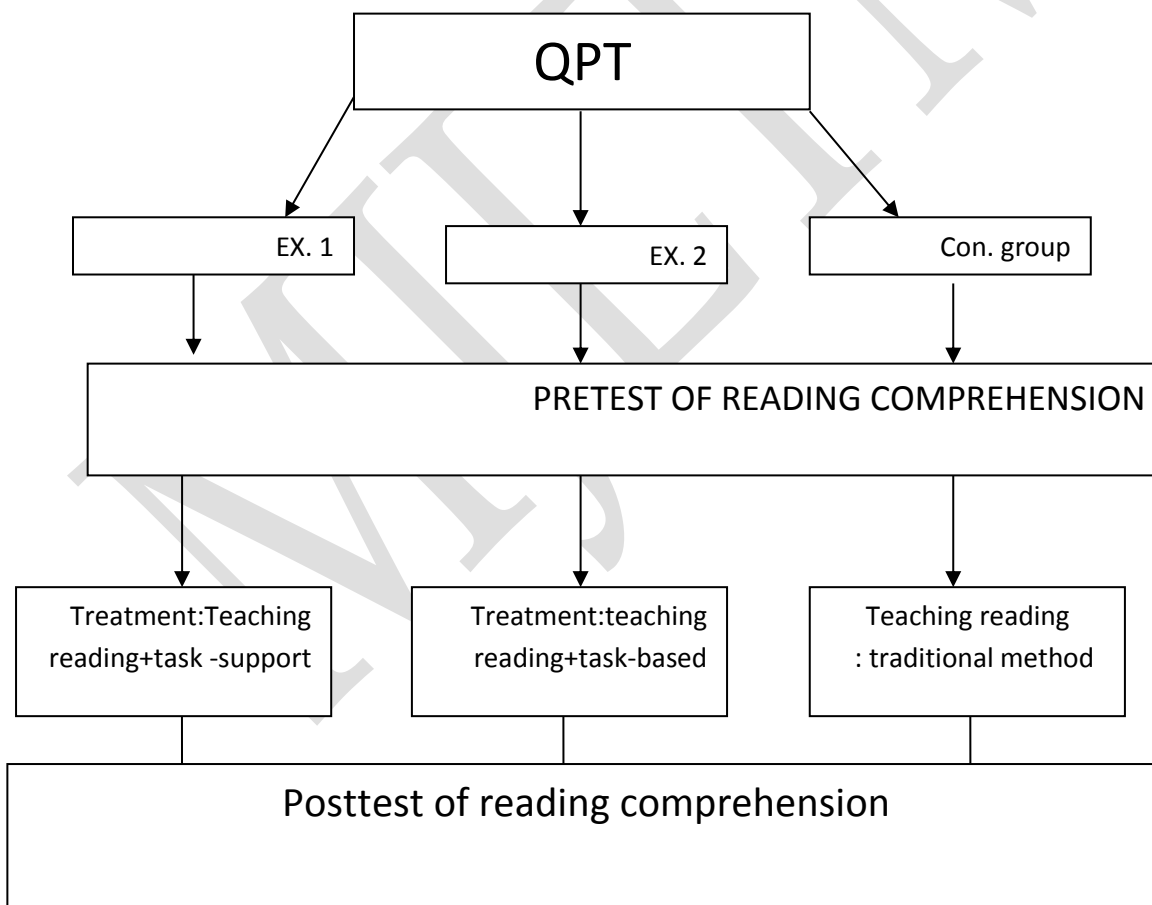 QPT
EX. 1
EX. 2
Con. group
PRETEST OF READING COMPREHENSION
Treatment:Teaching
reading+task -support
Treatment:teaching
reading+task-based
Teaching reading
: traditional method
Posttest of reading comprehension